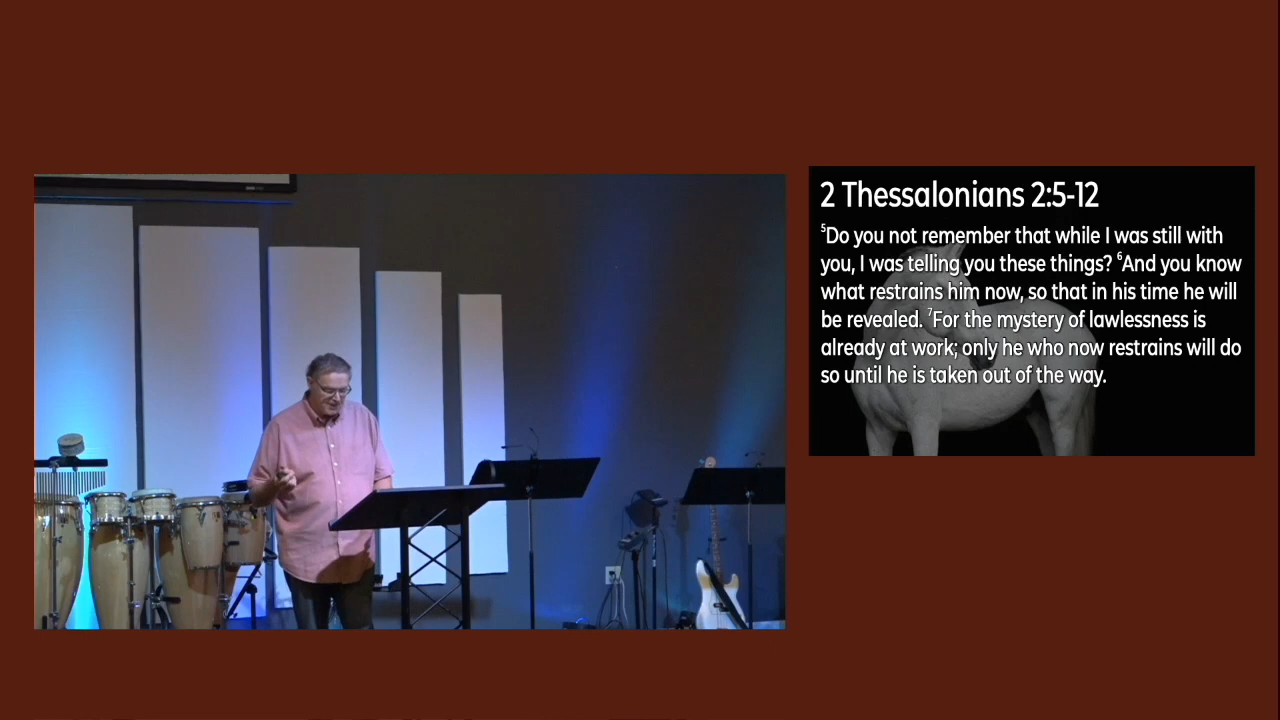 2 Thessalonians 2:5-12
⁵Do you not remember that while I was still with
you, I was telling you these things? ⁶And you know
what restrains him now, so that in his time he will
be revealed. ⁷For the mystery of lawlessness is
already at work; only he who now restrains will do
so until he is taken out of the way.